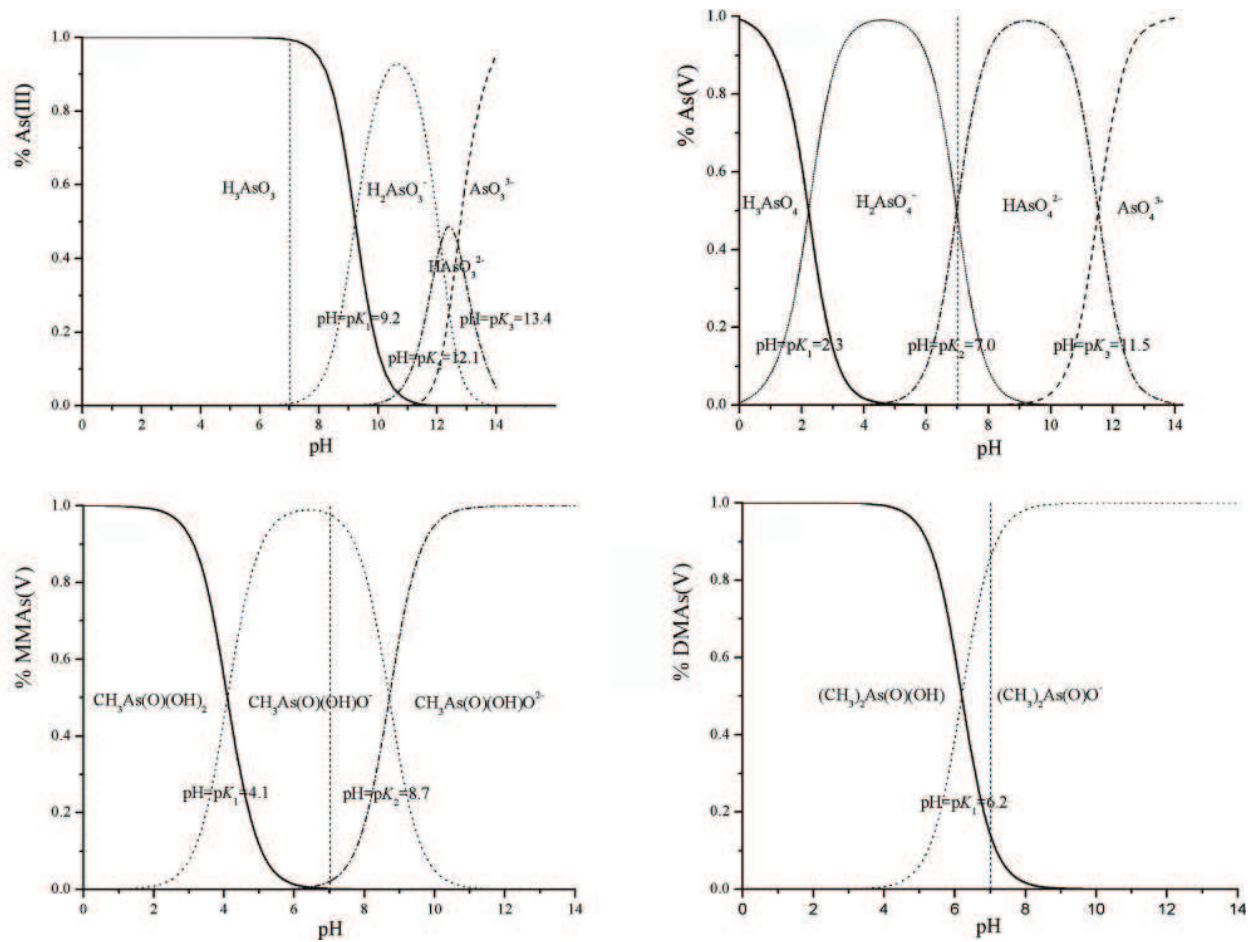 % As(III)
1.0
0.8
0.6
0.4
0.2
0.0
H₃AsO₃
H₂AsO₃⁻
AsO₃³⁻
HAsO₃²⁻
pH=pK₁=9.2
pH=pK₃=13.4
0 2 4 6 8 10 12 14
pH
% As(V)
1.0
0.8
0.6
0.4
0.2
0.0
H₃AsO₄
H₂AsO₄⁻
HAsO₄²⁻
AsO₄³⁻
pH=pK₁=2.3
pH=pK₂=7.0
pH=pK₃=11.5
0 2 4 6 8 10 12 14
pH
% MMAs(V)
1.0
0.8
0.6
0.4
0.2
0.0
CH₃As(O)(OH)₂
CH₃As(O)(OH)O⁻
CH₃As(O)(OH)O²⁻
pH=pK₁=4.1
pH=pK₂=8.7
0 2 4 6 8 10 12 14
pH
% DMAs(V)
1.0
0.8
0.6
0.4
0.2
0.0
(CH₃)₂As(O)(OH)
(CH₃)₂As(O)O⁻
pH=pK₁=6.2
0 2 4 6 8 10 12 14
pH